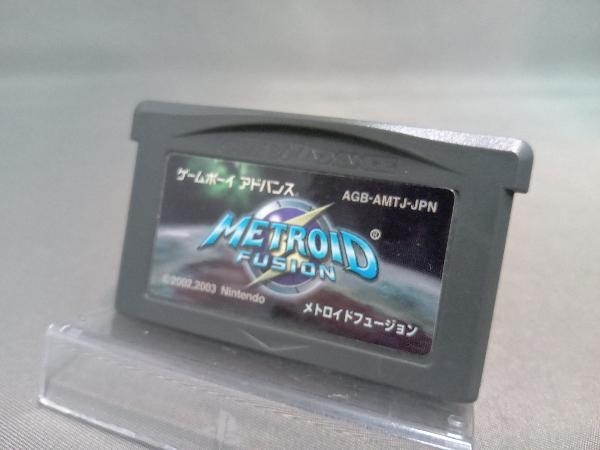 ADVANCE
ゲームボーイ アドバンス
AGB-AMTJ-JPN
METROID®
FUSION
©2002,2003 Nintendo
メトロイドフュージョン